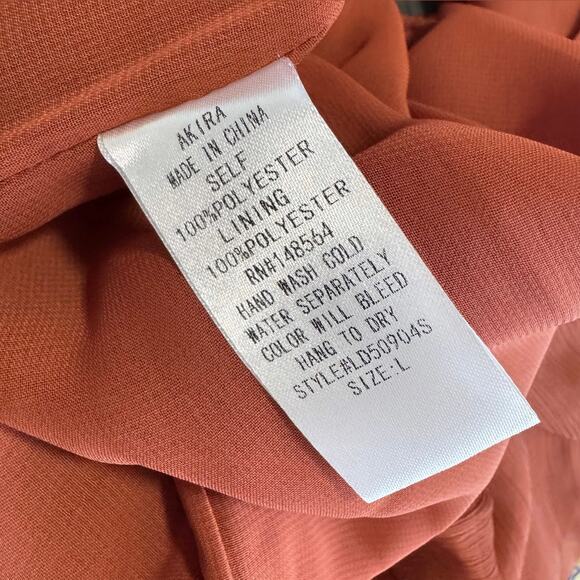 AKIRA
MADE IN CHINA
SELF
100%POLYESTER
LINING
100%POLYESTER
RN#148564
HAND WASH COLD
WATER SEPARATELY
COLOR WILL BLEED
HANG TO DRY
STYLE#LD50904S
SIZE:L